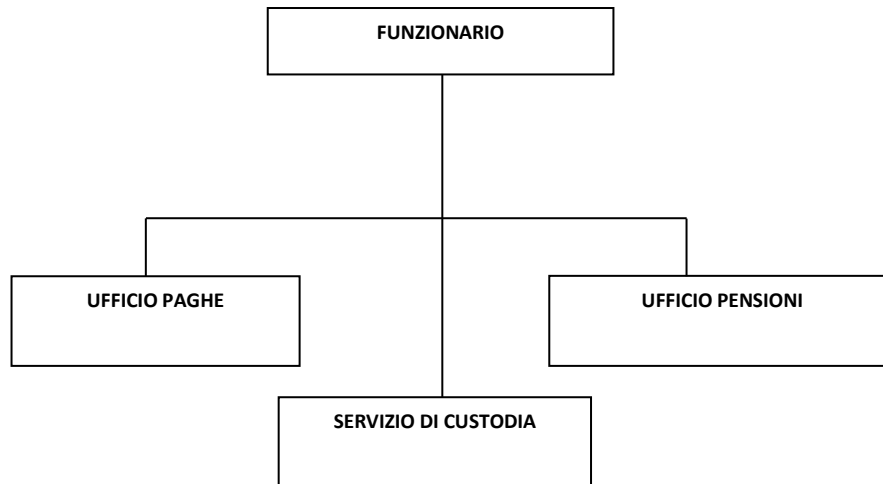 FUNZIONARIO
UFFICIO PAGHE
UFFICIO PENSIONI
SERVIZIO DI CUSTODIA